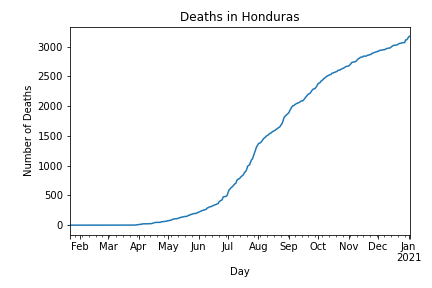 Deaths in Honduras
Number of Deaths
3000
2500
2000
1500
1000
500
0
Feb Mar Apr May Jun Jul Aug Sep Oct Nov Dec Jan
2021
Day